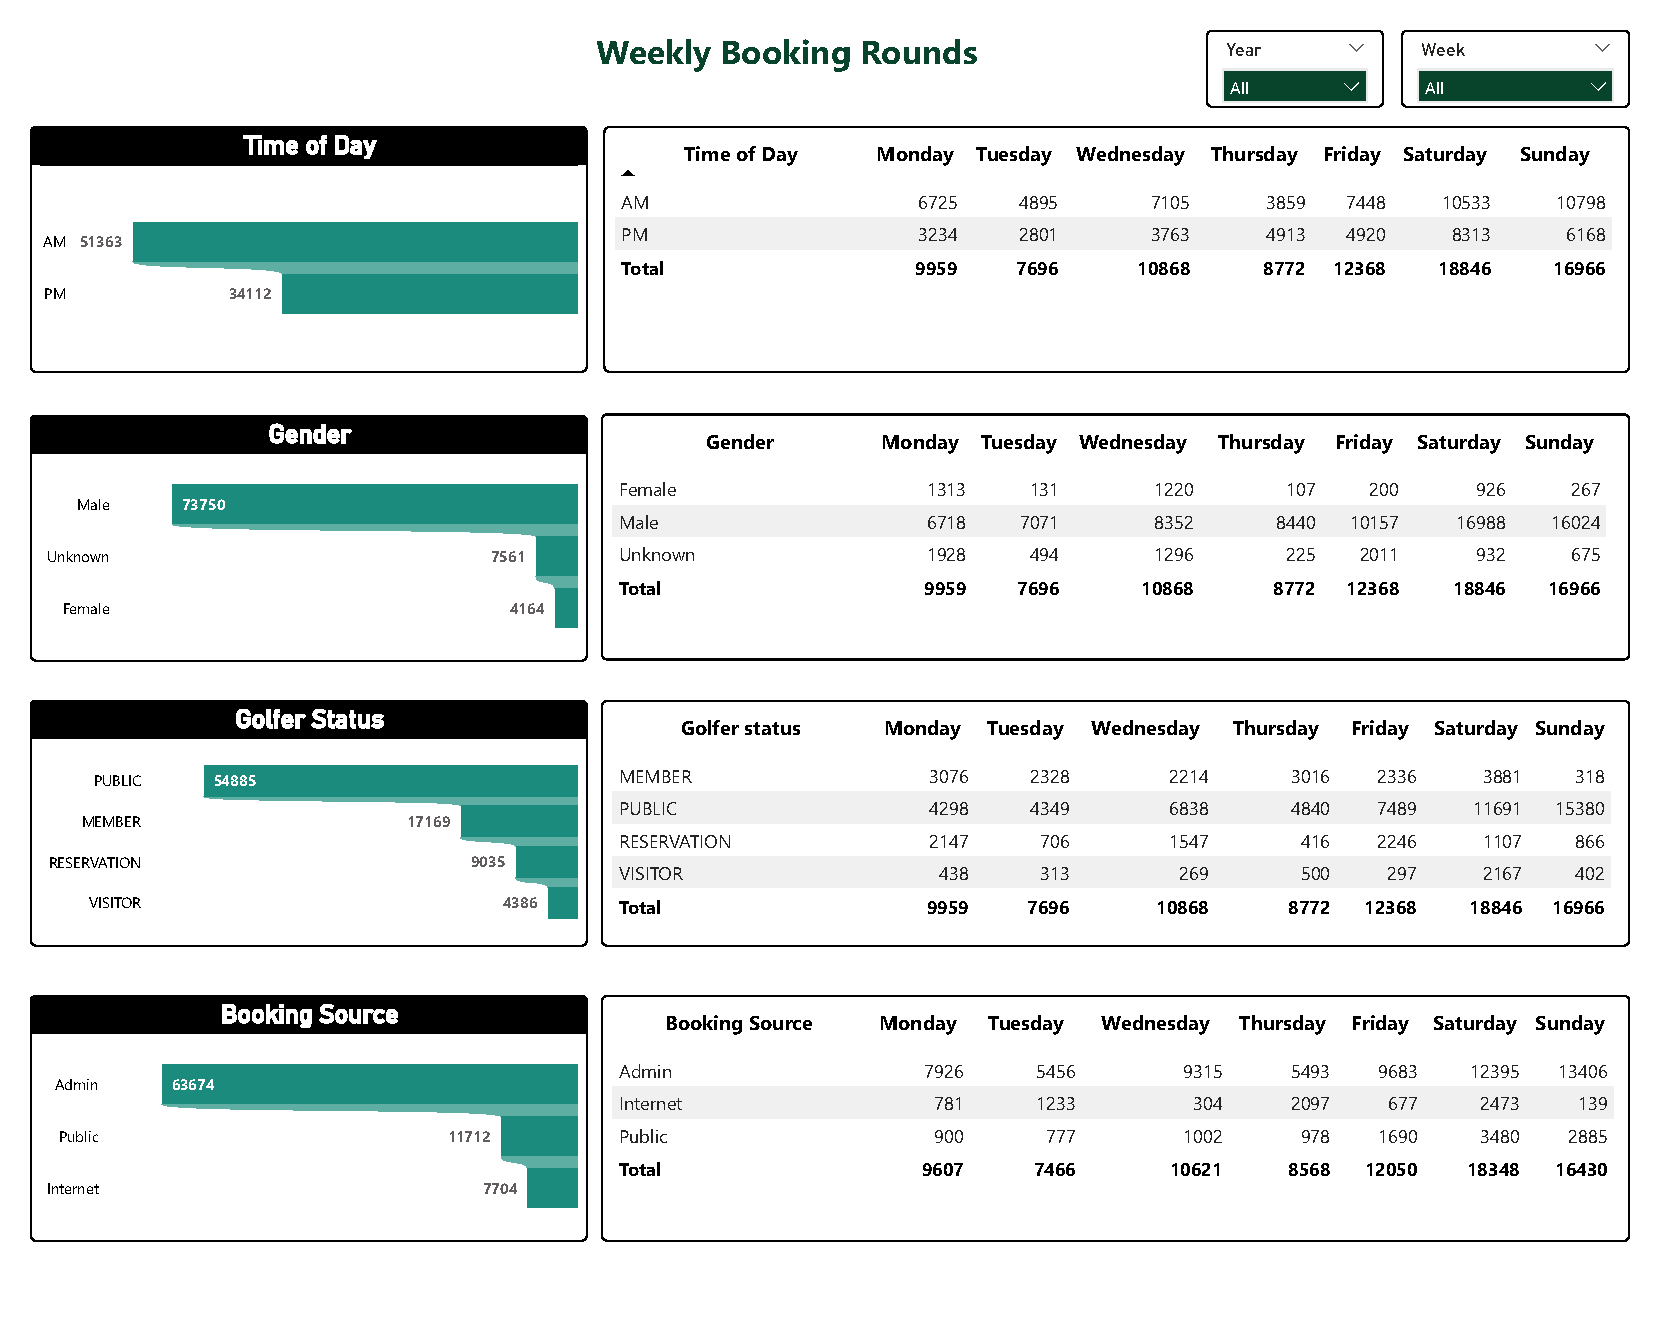 Weekly Booking Rounds
Year
All
Week
All
Time of Day
AM 51363
PM 34112
Time of Day Monday Tuesday Wednesday Thursday Friday Saturday Sunday
AM 6725 4895 7105 3859 7448 10533 10798
PM 3234 2801 3763 4913 4920 8313 6168
Total 9959 7696 10868 8772 12368 18846 16966
Gender
Male 73750
Unknown 7561
Female 4164
Gender Monday Tuesday Wednesday Thursday Friday Saturday Sunday
Female 1313 131 1220 107 200 926 267
Male 6718 7071 8352 8440 10157 16988 16024
Unknown 1928 494 1296 225 2011 932 675
Total 9959 7696 10868 8772 12368 18846 16966
Golfer Status
PUBLIC 54885
MEMBER 17169
RESERVATION 9035
VISITOR 4386
Golfer status Monday Tuesday Wednesday Thursday Friday Saturday Sunday
MEMBER 3076 2328 2214 3016 2336 3881 318
PUBLIC 4298 4349 6838 4840 7489 11691 15380
RESERVATION 2147 706 1547 416 2246 1107 866
VISITOR 438 313 269 500 297 2167 402
Total 9959 7696 10868 8772 12368 18846 16966
Booking Source
Admin 63674
Public 11712
Internet 7704
Booking Source Monday Tuesday Wednesday Thursday Friday Saturday Sunday
Admin 7926 5456 9315 5493 9683 12395 13406
Internet 781 1233 304 2097 677 2473 139
Public 900 777 1002 978 1690 3480 2885
Total 9607 7466 10621 8568 12050 18348 16430